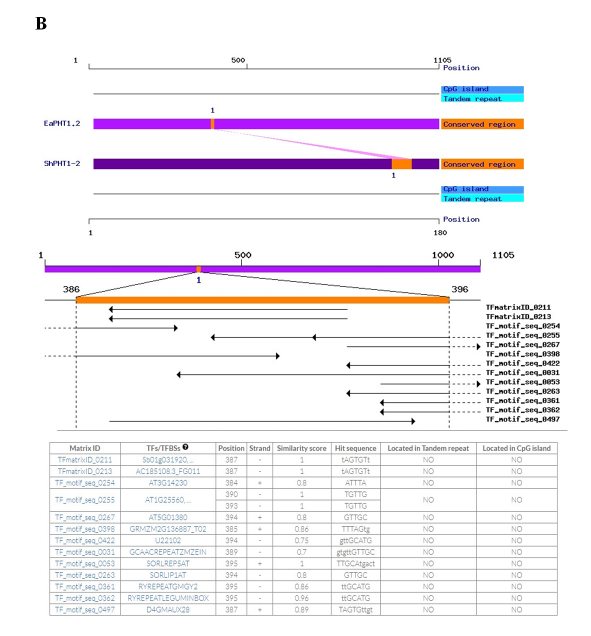 B
1 500 1105
Position
CpG island
Tandem repeat
1
EaPHT1.2 Conserved region
ShPHT1-2 Conserved region
1
CpG island
Tandem repeat
Position
1 180
1 500 1000 1105
1
386 396
TFmatrixID_0211
TFmatrixID_0213
TF_motif_seq_0254
TF_motif_seq_0255
TF_motif_seq_0267
TF_motif_seq_0398
TF_motif_seq_0422
TF_motif_seq_0031
TF_motif_seq_0053
TF_motif_seq_0263
TF_motif_seq_0361
TF_motif_seq_0362
TF_motif_seq_0497
Matrix ID TFs/TFBSs ? Position Strand Similarity score Hit sequence Located in Tandem repeat Located in CpG island
TFmatrixID_0211 Sb01g031920, ... 387 - 1 tAGTGTt NO NO
TFmatrixID_0213 AC185108.3_FG011 387 - 1 tAGTGTt NO NO
TF_motif_seq_0254 AT3G14230 384 + 0.8 ATTTA NO NO
TF_motif_seq_0255 AT1G25560, ... 390 - 1 TGTTG NO NO
393 - 1 TGTTG
TF_motif_seq_0267 AT5G01380 394 + 0.8 GTTGC NO NO
TF_motif_seq_0398 GRMZM2G136887_T02 385 + 0.86 TTTAGtg NO NO
TF_motif_seq_0422 U22102 394 - 0.75 gttGCATG NO NO
TF_motif_seq_0031 GCAACREPEATZMZEIN 389 - 0.7 gtgttGTTGC NO NO
TF_motif_seq_0053 SORLREP5AT 395 + 1 TTGCAtgact NO NO
TF_motif_seq_0263 SORLIP1AT 394 - 0.8 GTTGC NO NO
TF_motif_seq_0361 RYREPEATGMGY2 395 - 0.86 ttGCATG NO NO
TF_motif_seq_0362 RYREPEATLEGUMINBOX 395 - 0.96 ttGCATG NO NO
TF_motif_seq_0497 D4GMAUX28 387 + 0.89 TAGTGttgt NO NO